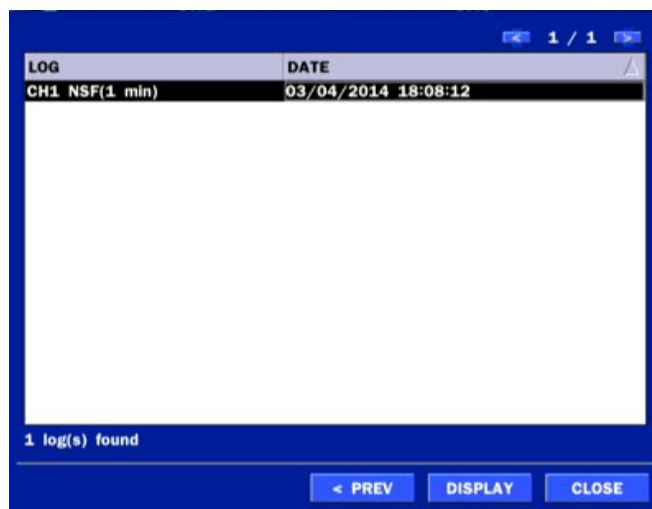 < 1 / 1 >
LOG DATE
CH1 NSF(1 min) 03/04/2014 18:08:12
1 log(s) found
< PREV DISPLAY CLOSE